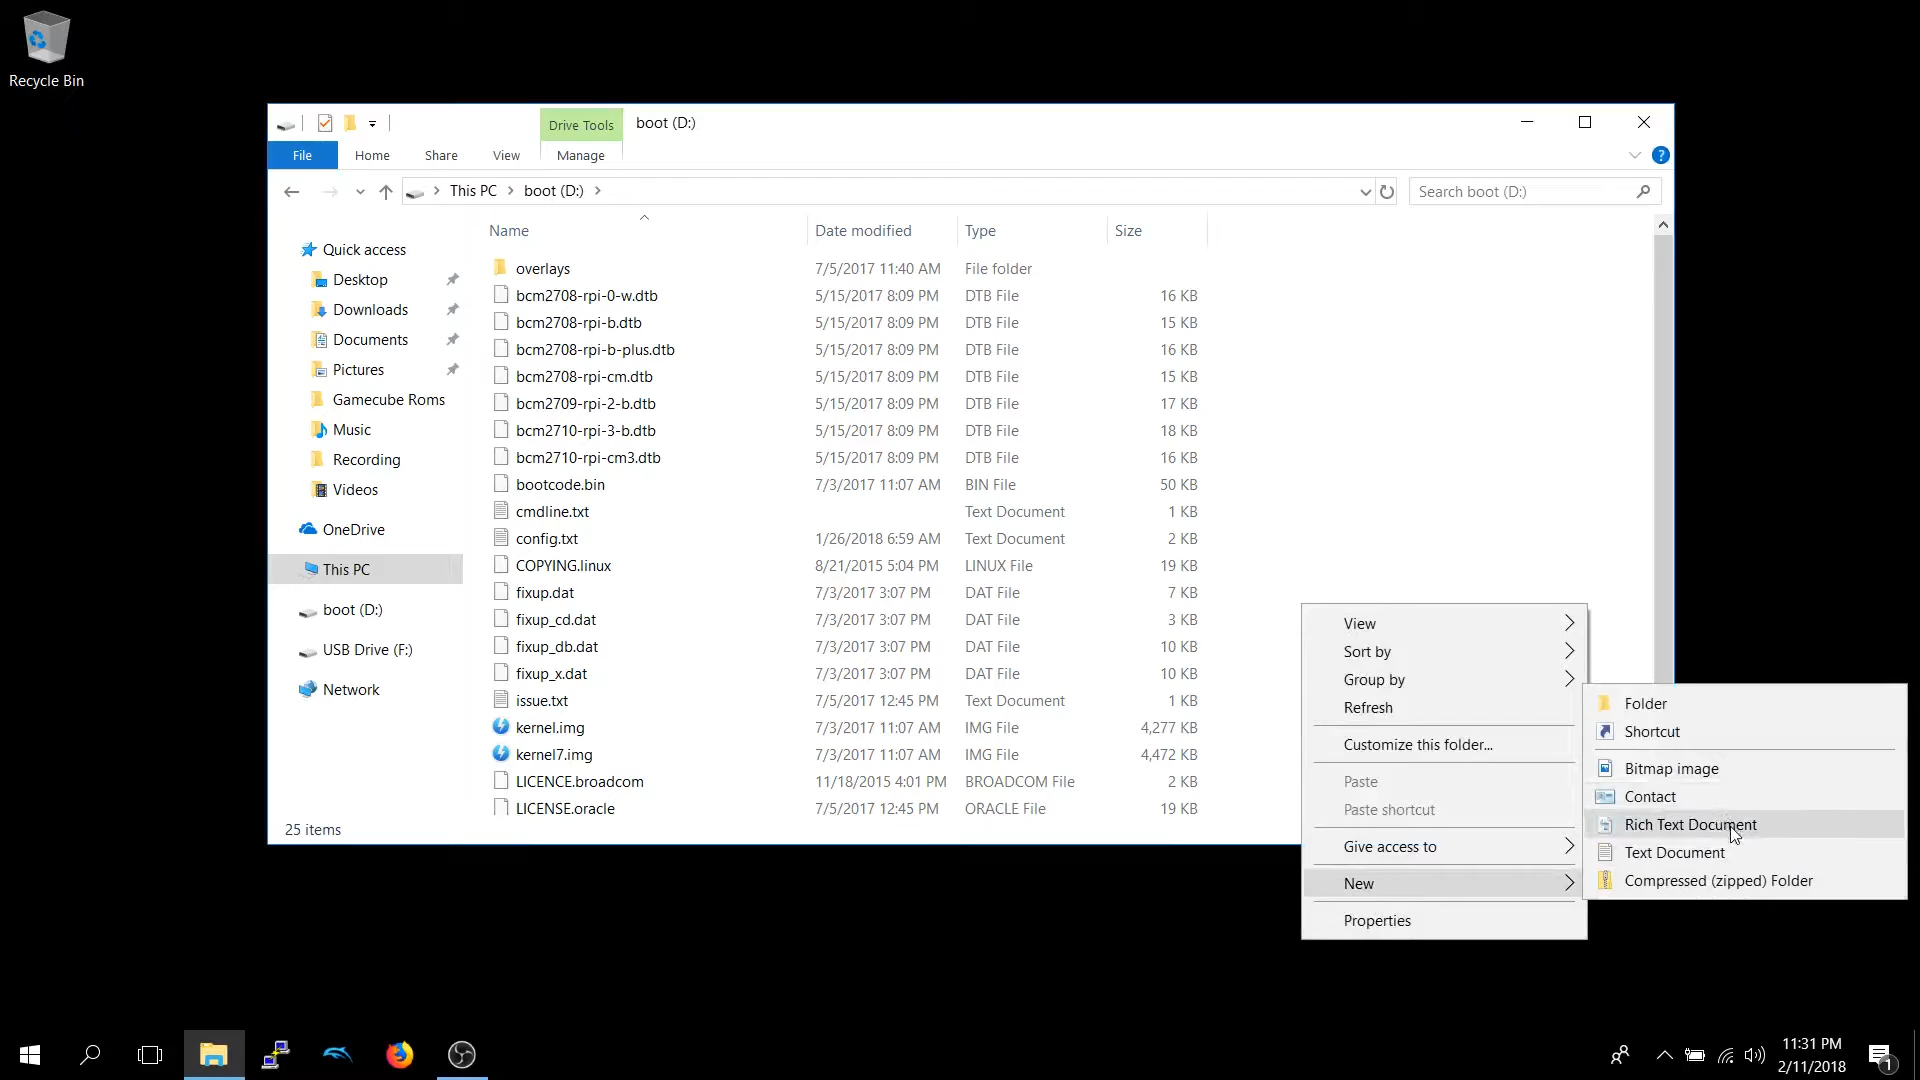 Recycle Bin
Drive Tools
boot (D:)
File
Home
Share
View
Manage
?
This PC
boot (D:)
Search boot (D:)
Name
Date modified
Type
Size
Quick access
Desktop
Downloads
Documents
Pictures
Gamecube Roms
Music
Recording
Videos
OneDrive
This PC
boot (D:)
USB Drive (F:)
Network
overlays 7/5/2017 11:40 AM File folder
bcm2708-rpi-0-w.dtb 5/15/2017 8:09 PM DTB File 16 KB
bcm2708-rpi-b.dtb 5/15/2017 8:09 PM DTB File 15 KB
bcm2708-rpi-b-plus.dtb 5/15/2017 8:09 PM DTB File 16 KB
bcm2708-rpi-cm.dtb 5/15/2017 8:09 PM DTB File 15 KB
bcm2709-rpi-2-b.dtb 5/15/2017 8:09 PM DTB File 17 KB
bcm2710-rpi-3-b.dtb 5/15/2017 8:09 PM DTB File 18 KB
bcm2710-rpi-cm3.dtb 5/15/2017 8:09 PM DTB File 16 KB
bootcode.bin 7/3/2017 11:07 AM BIN File 50 KB
cmdline.txt Text Document 1 KB
config.txt 1/26/2018 6:59 AM Text Document 2 KB
COPYING.linux 8/21/2015 5:04 PM LINUX File 19 KB
fixup.dat 7/3/2017 3:07 PM DAT File 7 KB
fixup_cd.dat 7/3/2017 3:07 PM DAT File 3 KB
fixup_db.dat 7/3/2017 3:07 PM DAT File 10 KB
fixup_x.dat 7/3/2017 3:07 PM DAT File 10 KB
issue.txt 7/5/2017 12:45 PM Text Document 1 KB
kernel.img 7/3/2017 11:07 AM IMG File 4,277 KB
kernel7.img 7/3/2017 11:07 AM IMG File 4,472 KB
LICENCE.broadcom 11/18/2015 4:01 PM BROADCOM File 2 KB
LICENSE.oracle 7/5/2017 12:45 PM ORACLE File 19 KB
25 items
View
Sort by
Group by
Refresh
Customize this folder...
Paste
Paste shortcut
Give access to
New
Properties
Folder
Shortcut
Bitmap image
Contact
Rich Text Document
Text Document
Compressed (zipped) Folder
11:31 PM
2/11/2018
1